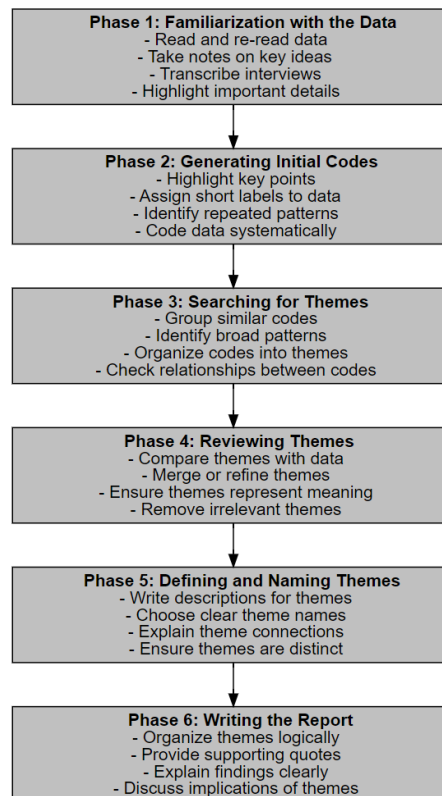 Phase 1: Familiarization with the Data
- Read and re-read data
- Take notes on key ideas
- Transcribe interviews
- Highlight important details
Phase 2: Generating Initial Codes
- Highlight key points
- Assign short labels to data
- Identify repeated patterns
- Code data systematically
Phase 3: Searching for Themes
- Group similar codes
- Identify broad patterns
- Organize codes into themes
- Check relationships between codes
Phase 4: Reviewing Themes
- Compare themes with data
- Merge or refine themes
- Ensure themes represent meaning
- Remove irrelevant themes
Phase 5: Defining and Naming Themes
- Write descriptions for themes
- Choose clear theme names
- Explain theme connections
- Ensure themes are distinct
Phase 6: Writing the Report
- Organize themes logically
- Provide supporting quotes
- Explain findings clearly
- Discuss implications of themes